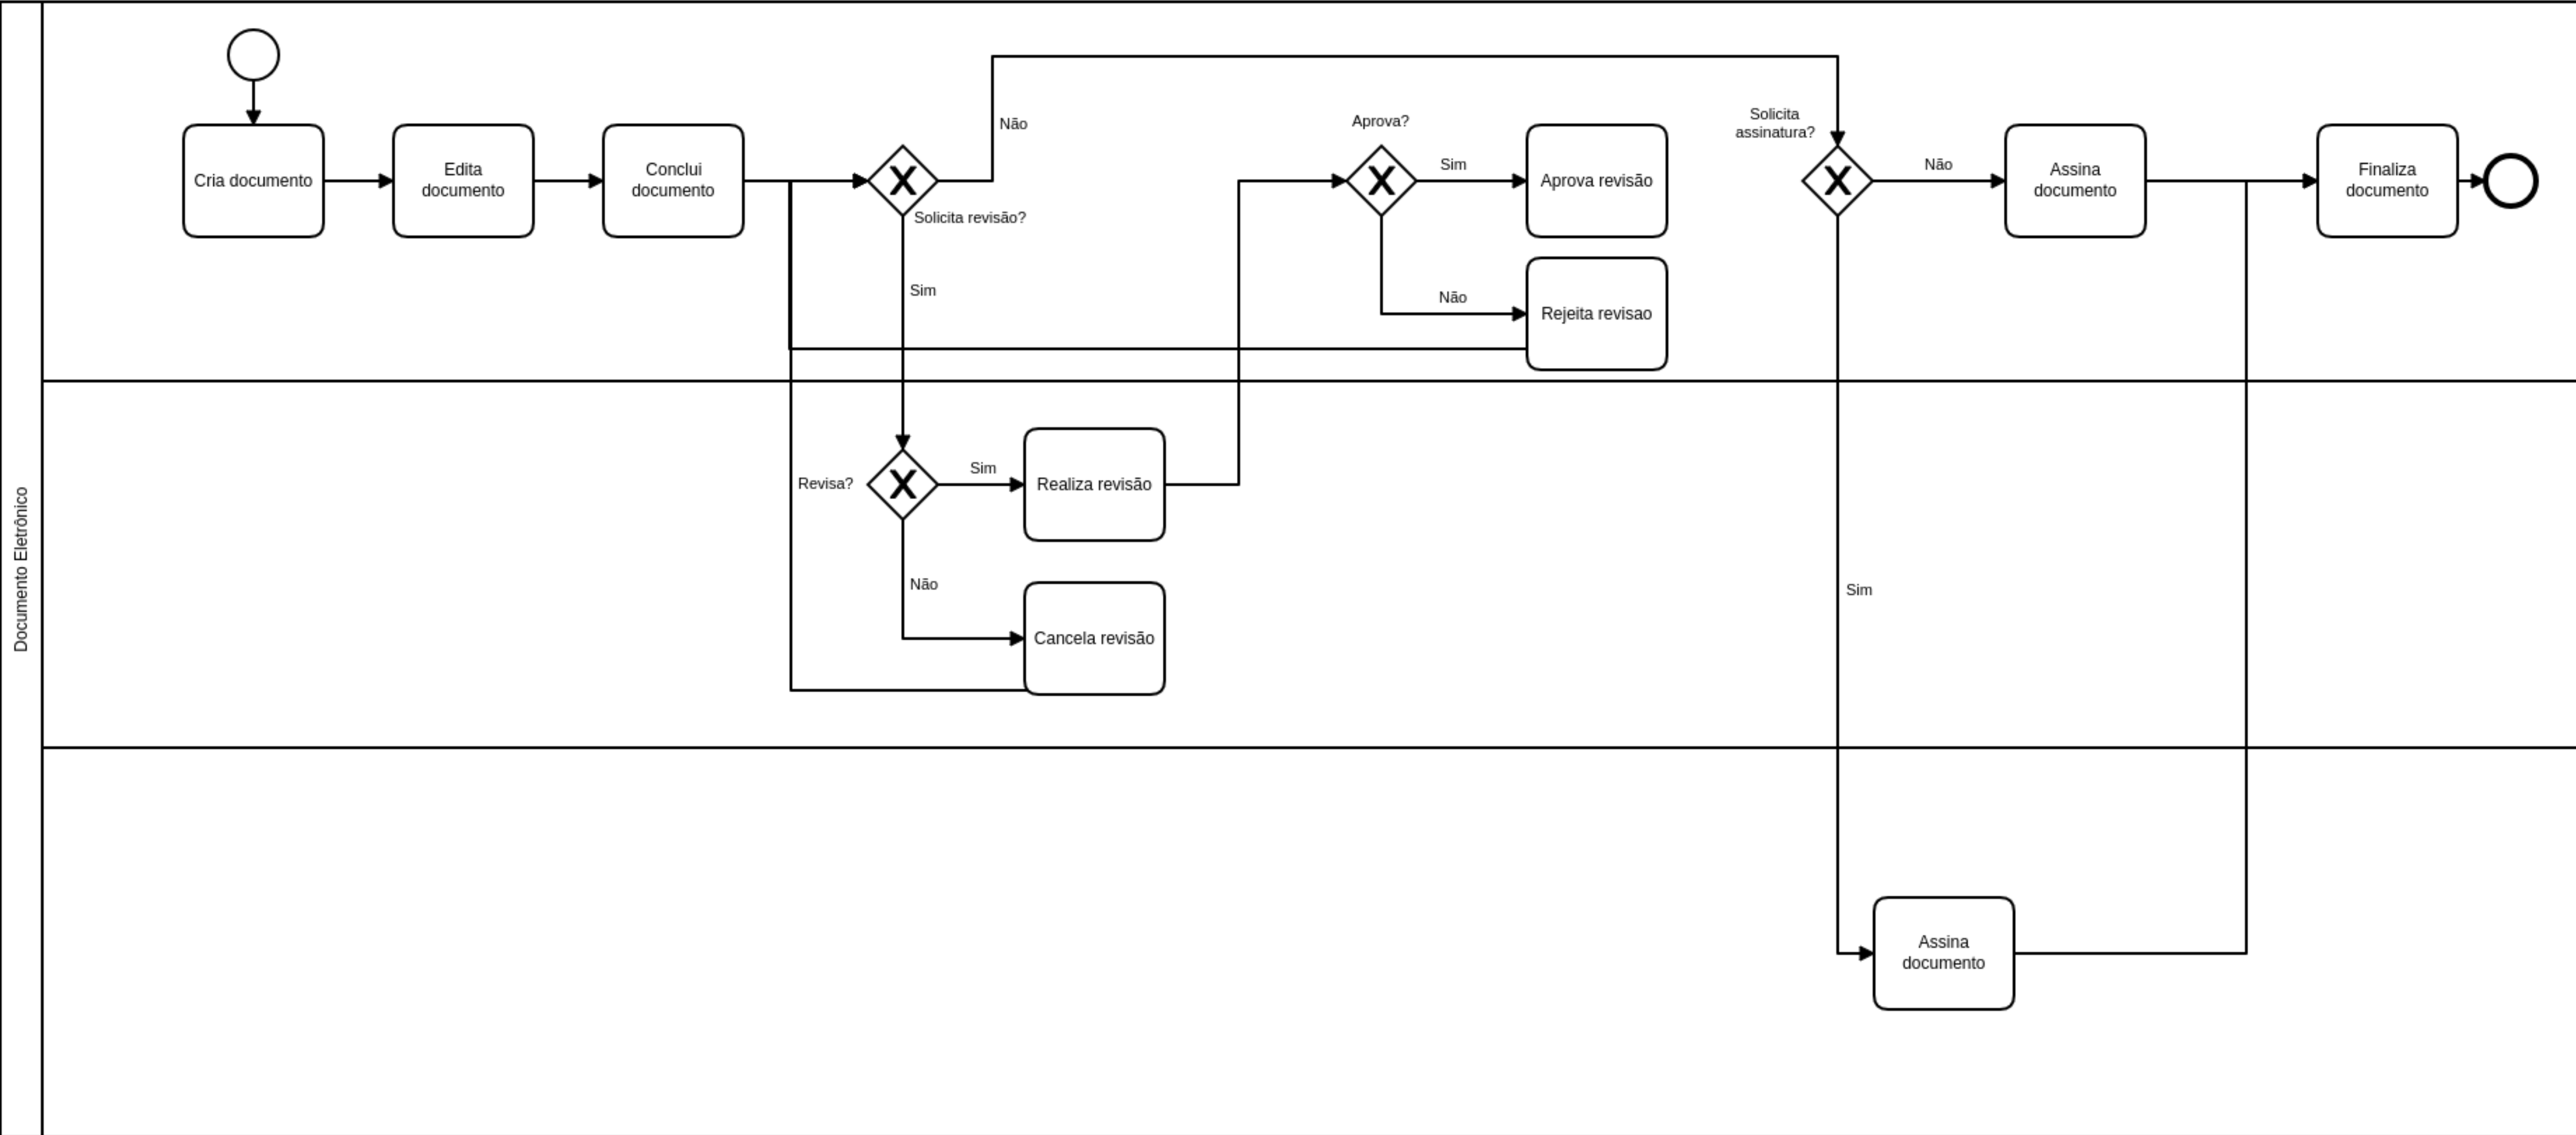 Documento Eletrônico
Cria documento
Edita
documento
Conclui
documento
Solicita revisão?
Não
Sim
Aprova?
Sim
Aprova revisão
Não
Rejeita revisao
Solicita
assinatura?
Não
Assina
documento
Finaliza
documento
Revisa?
Sim
Realiza revisão
Não
Cancela revisão
Sim
Assina
documento